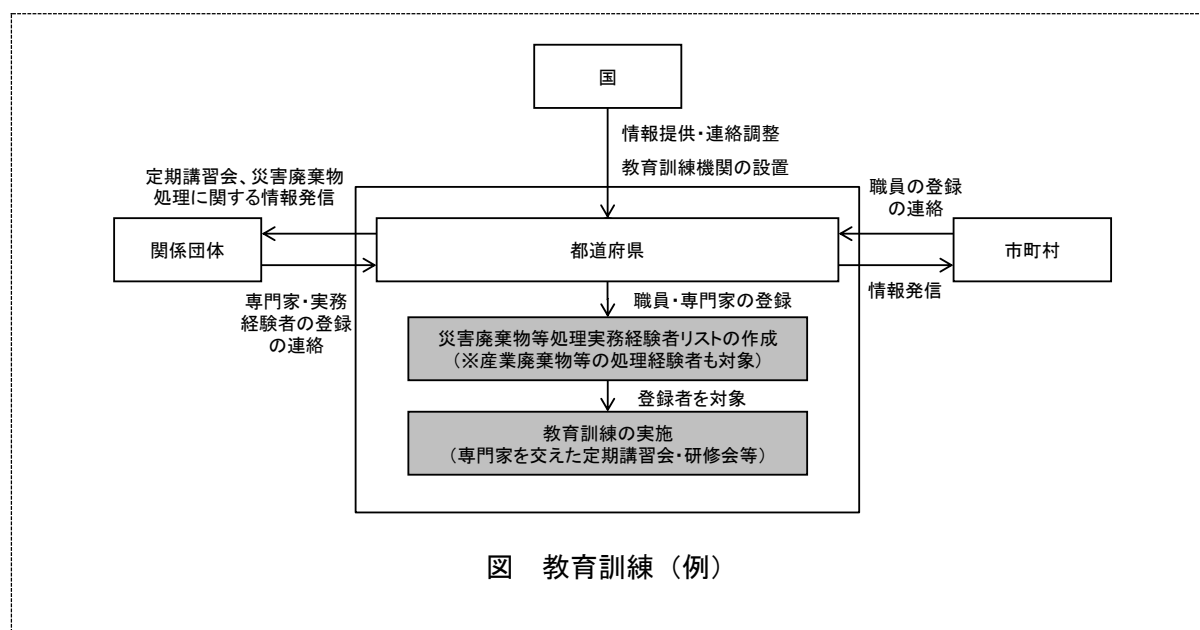 国
情報提供・連絡調整
教育訓練機関の設置
定期講習会、災害廃棄物
処理に関する情報発信
職員の登録
の連絡
関係団体
都道府県
市町村
専門家・実務
経験者の登録
の連絡
職員・専門家の登録
情報発信
災害廃棄物等処理実務経験者リストの作成
（※産業廃棄物等の処理経験者も対象）
登録者を対象
教育訓練の実施
（専門家を交えた定期講習会・研修会等）
図　教育訓練（例）